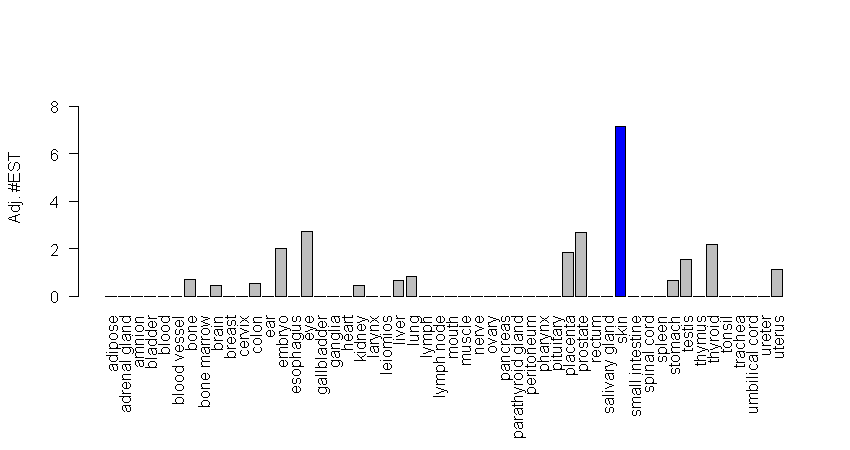 Adj. #EST
8
6
4
2
0
adipose
adrenal gland
amnion
bladder
blood
blood vessel
bone
bone marrow
brain
breast
cervix
colon
ear
embryo
esophagus
eye
gallbladder
ganglia
heart
kidney
larynx
leiomios
liver
lung
lymph
lymph node
mouth
muscle
nerve
ovary
pancreas
parathyroid gland
peritoneum
pharynx
pituitary
placenta
prostate
rectum
salivary gland
skin
small intestine
spinal cord
spleen
stomach
testis
thymus
thyroid
tonsil
trachea
umbilical cord
ureter
uterus